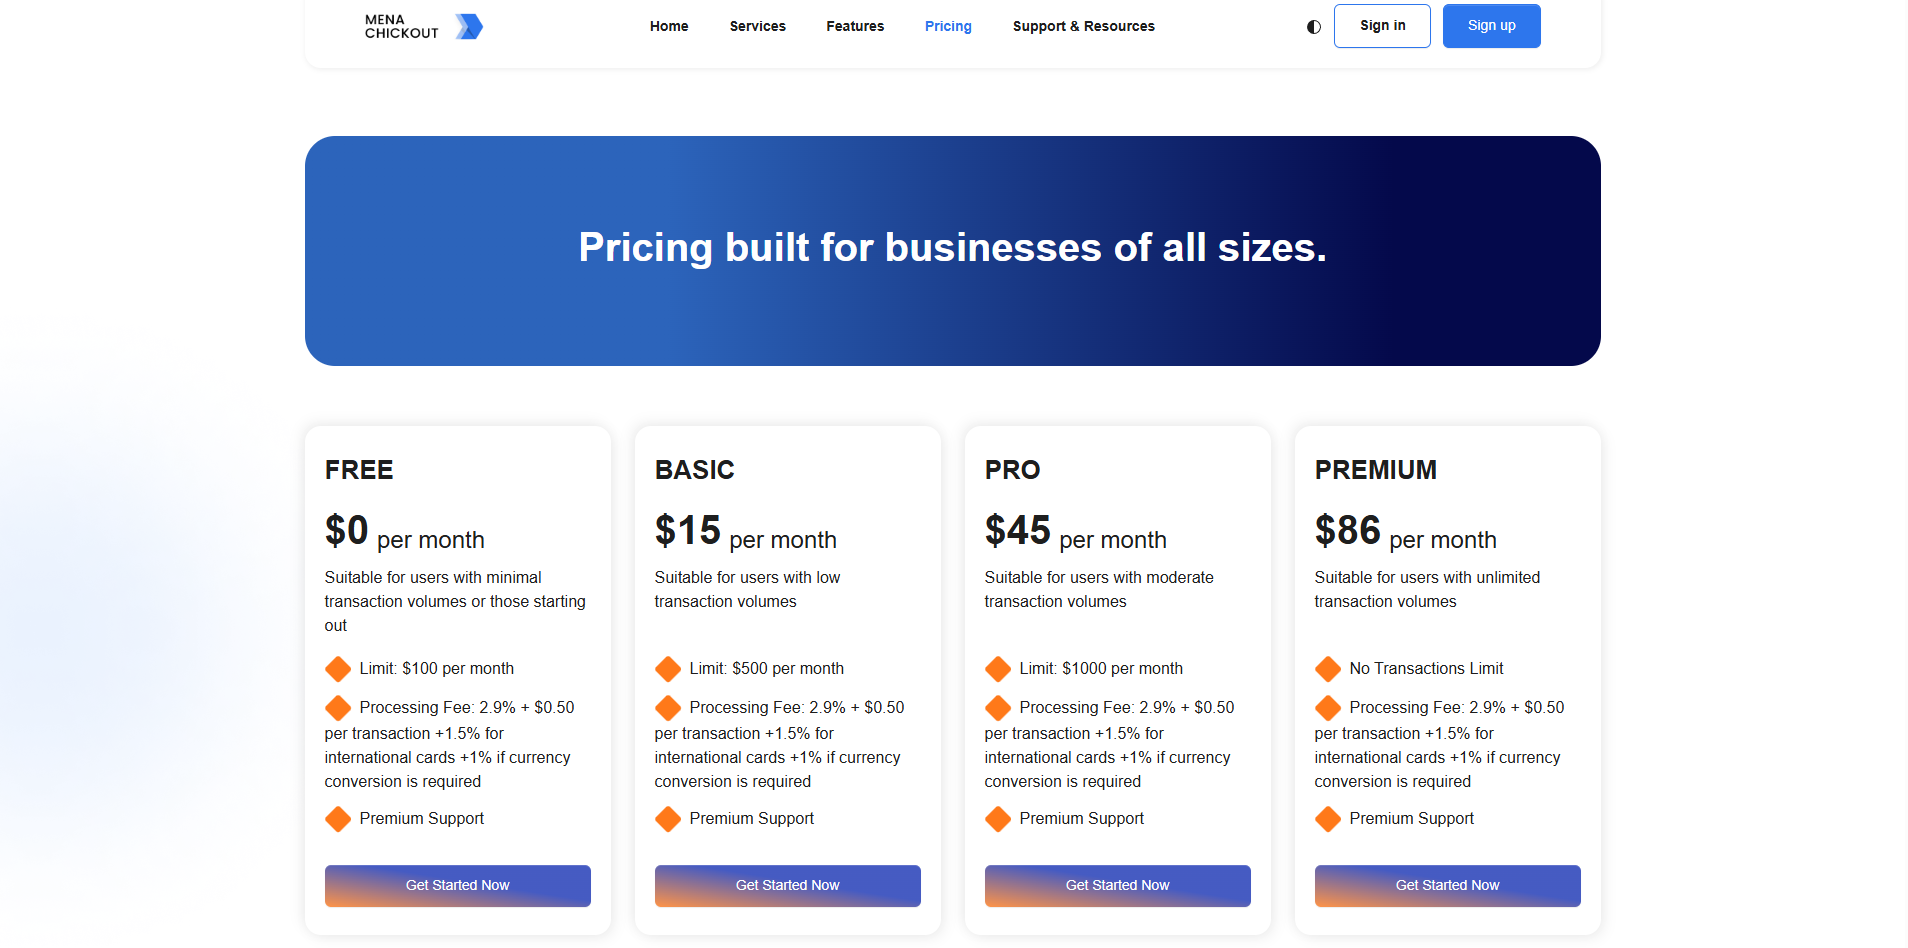 MENA
CHICKOUT
Home
Services
Features
Pricing
Support & Resources
Sign in
Sign up
Pricing built for businesses of all sizes.
FREE
$0 per month
Suitable for users with minimal
transaction volumes or those starting
out
Limit: $100 per month
Processing Fee: 2.9% + $0.50
per transaction +1.5% for
international cards +1% if currency
conversion is required
Premium Support
Get Started Now
BASIC
$15 per month
Suitable for users with low
transaction volumes
Limit: $500 per month
Processing Fee: 2.9% + $0.50
per transaction +1.5% for
international cards +1% if currency
conversion is required
Premium Support
Get Started Now
PRO
$45 per month
Suitable for users with moderate
transaction volumes
Limit: $1000 per month
Processing Fee: 2.9% + $0.50
per transaction +1.5% for
international cards +1% if currency
conversion is required
Premium Support
Get Started Now
PREMIUM
$86 per month
Suitable for users with unlimited
transaction volumes
No Transactions Limit
Processing Fee: 2.9% + $0.50
per transaction +1.5% for
international cards +1% if currency
conversion is required
Premium Support
Get Started Now